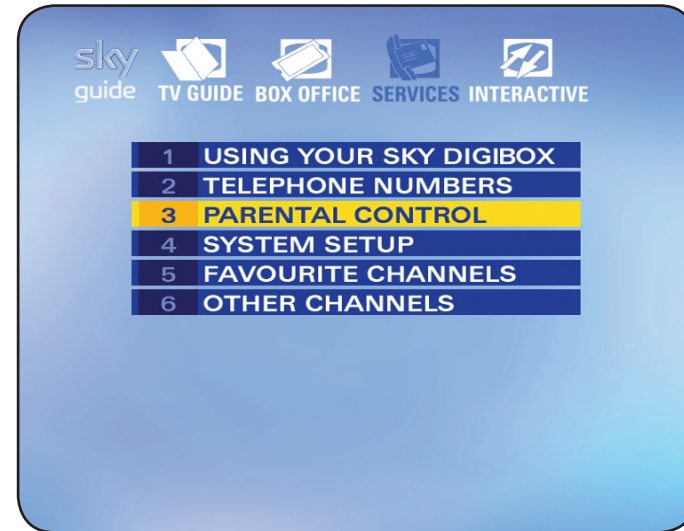 sky
guide TV GUIDE BOX OFFICE SERVICES INTERACTIVE
1 USING YOUR SKY DIGIBOX
2 TELEPHONE NUMBERS
3 PARENTAL CONTROL
4 SYSTEM SETUP
5 FAVOURITE CHANNELS
6 OTHER CHANNELS